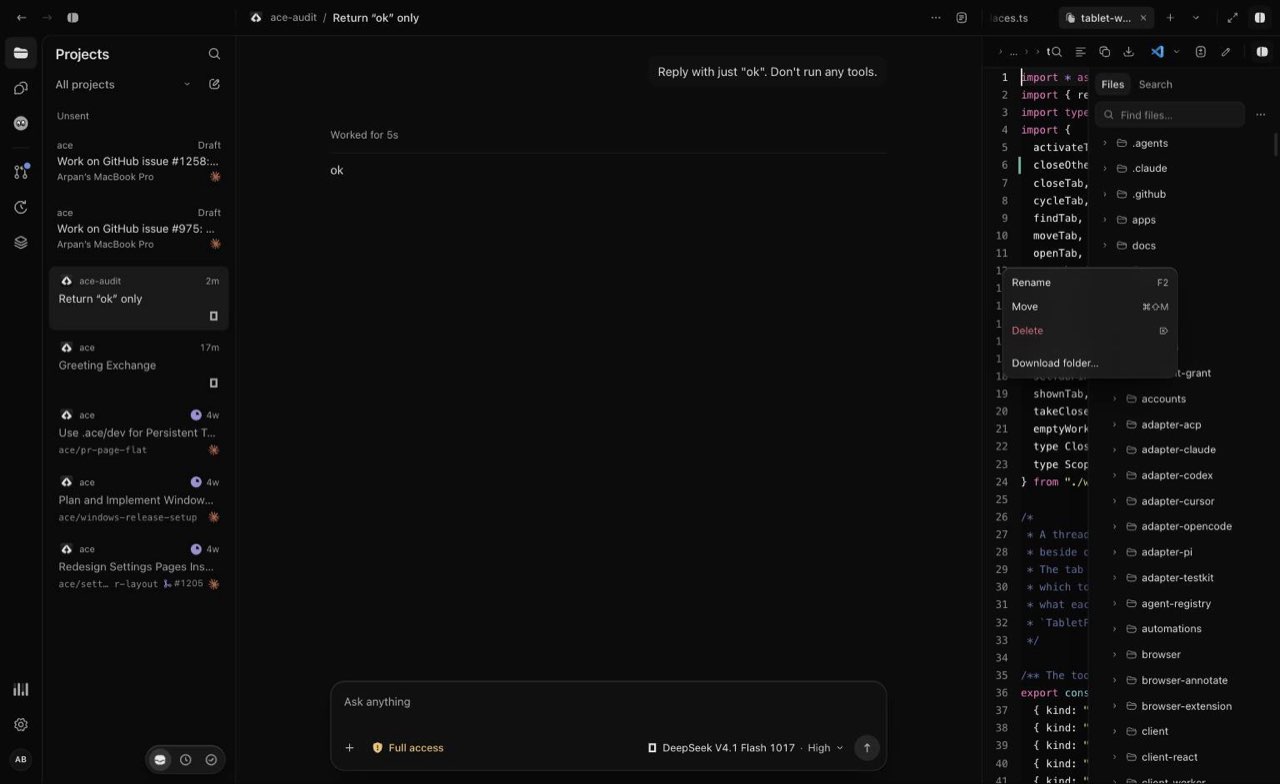 ace-audit / Return “ok” only
aces.ts
tablet-w...
Projects
All projects
Unsent
ace Draft
Work on GitHub issue #1258:...
Arpan's MacBook Pro
ace Draft
Work on GitHub issue #975: ...
Arpan's MacBook Pro
ace-audit 2m
Return “ok” only
ace 17m
Greeting Exchange
ace 4w
Use .ace/dev for Persistent T...
ace/pr-page-flat
ace 4w
Plan and Implement Window...
ace/windows-release-setup
ace 4w
Redesign Settings Pages Ins...
ace/sett... r-layout #1205
AB
Reply with just "ok". Don't run any tools.
Worked for 5s
ok
Ask anything
Full access
DeepSeek V4.1 Flash 1017 · High
1 import * as
2 import { re
3 import type
4 import {
5 activateT
6 closeOthe
7 closeTab,
8 cycleTab,
9 findTab,
10 moveTab,
11 openTab,
19 shownTab,
20 takeClose
21 emptyWork
22 type Clos
23 type Scop
24 } from "./w
25
26 /*
27 * A thread
28 * beside o
29 * The tab
30 * which to
31 * what eac
32 * `TabletP
33 */
34
35 /** The too
36 export cons
37 { kind: "
38 { kind: "
39 { kind: "
40 { kind: "
41 { kind: "
Rename F2
Move ⌘⇧M
Delete
Download folder...
Files Search
Find files...
.agents
.claude
.github
apps
docs
t-grant
accounts
adapter-acp
adapter-claude
adapter-codex
adapter-cursor
adapter-opencode
adapter-pi
adapter-testkit
agent-registry
automations
browser
browser-annotate
browser-extension
client
client-react
client-worker